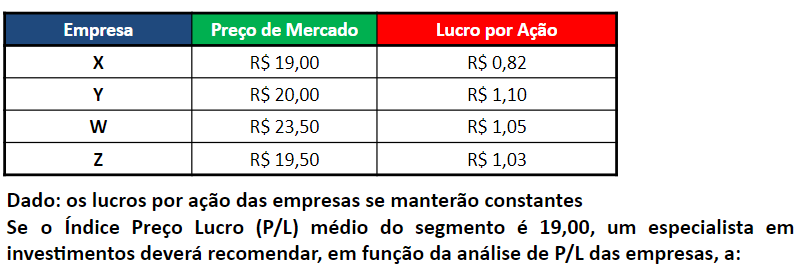 Empresa Preço de Mercado Lucro por Ação
X R$ 19,00 R$ 0,82
Y R$ 20,00 R$ 1,10
W R$ 23,50 R$ 1,05
Z R$ 19,50 R$ 1,03
Dado: os lucros por ação das empresas se manterão constantes
Se o Índice Preço Lucro (P/L) médio do segmento é 19,00, um especialista em
investimentos deverá recomendar, em função da análise de P/L das empresas, a: